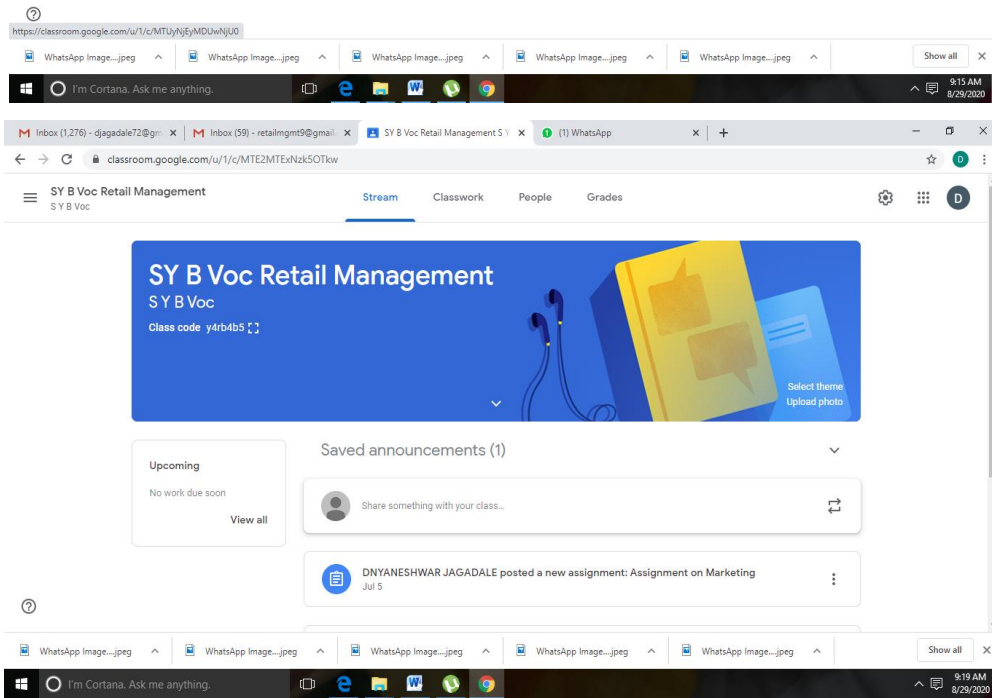 https://classroom.google.com/u/1/c/MTUyNjEyMDUwNjU0
WhatsApp Image....jpeg WhatsApp Image....jpeg WhatsApp Image....jpeg WhatsApp Image....jpeg WhatsApp Image....jpeg Show all
I'm Cortana. Ask me anything. 9:15 AM
8/29/2020
Inbox (1,276) - djagadale72@gm Inbox (59) - retailmgmt9@gmail. SY B Voc Retail Management S Y (1) WhatsApp
classroom.google.com/u/1/c/MTE2MTExNzk5OTkw
SY B Voc Retail Management
S Y B Voc
Stream Classwork People Grades
D
SY B Voc Retail Management
S Y B Voc
Class code y4rb4b5
Select theme
Upload photo
Upcoming
No work due soon
View all
Saved announcements (1)
Share something with your class...
DNYANESHWAR JAGADALE posted a new assignment: Assignment on Marketing
Jul 5
WhatsApp Image....jpeg WhatsApp Image....jpeg WhatsApp Image....jpeg WhatsApp Image....jpeg WhatsApp Image....jpeg Show all
I'm Cortana. Ask me anything. 9:19 AM
8/29/2020